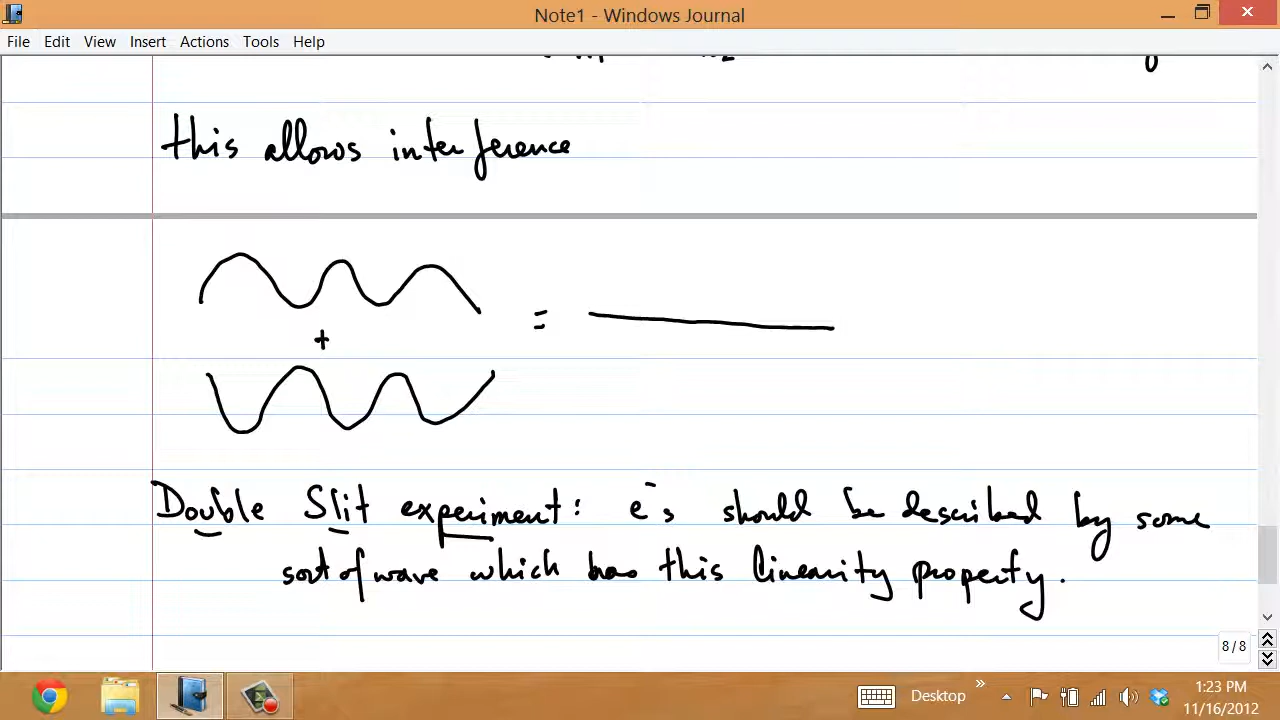 Note1 - Windows Journal
File Edit View Insert Actions Tools Help
this allows interference
+
=
Double Slit experiment: e⁻s should be described by some
sort of wave which has this linearity property.
8 / 8
Desktop
1:23 PM
11/16/2012